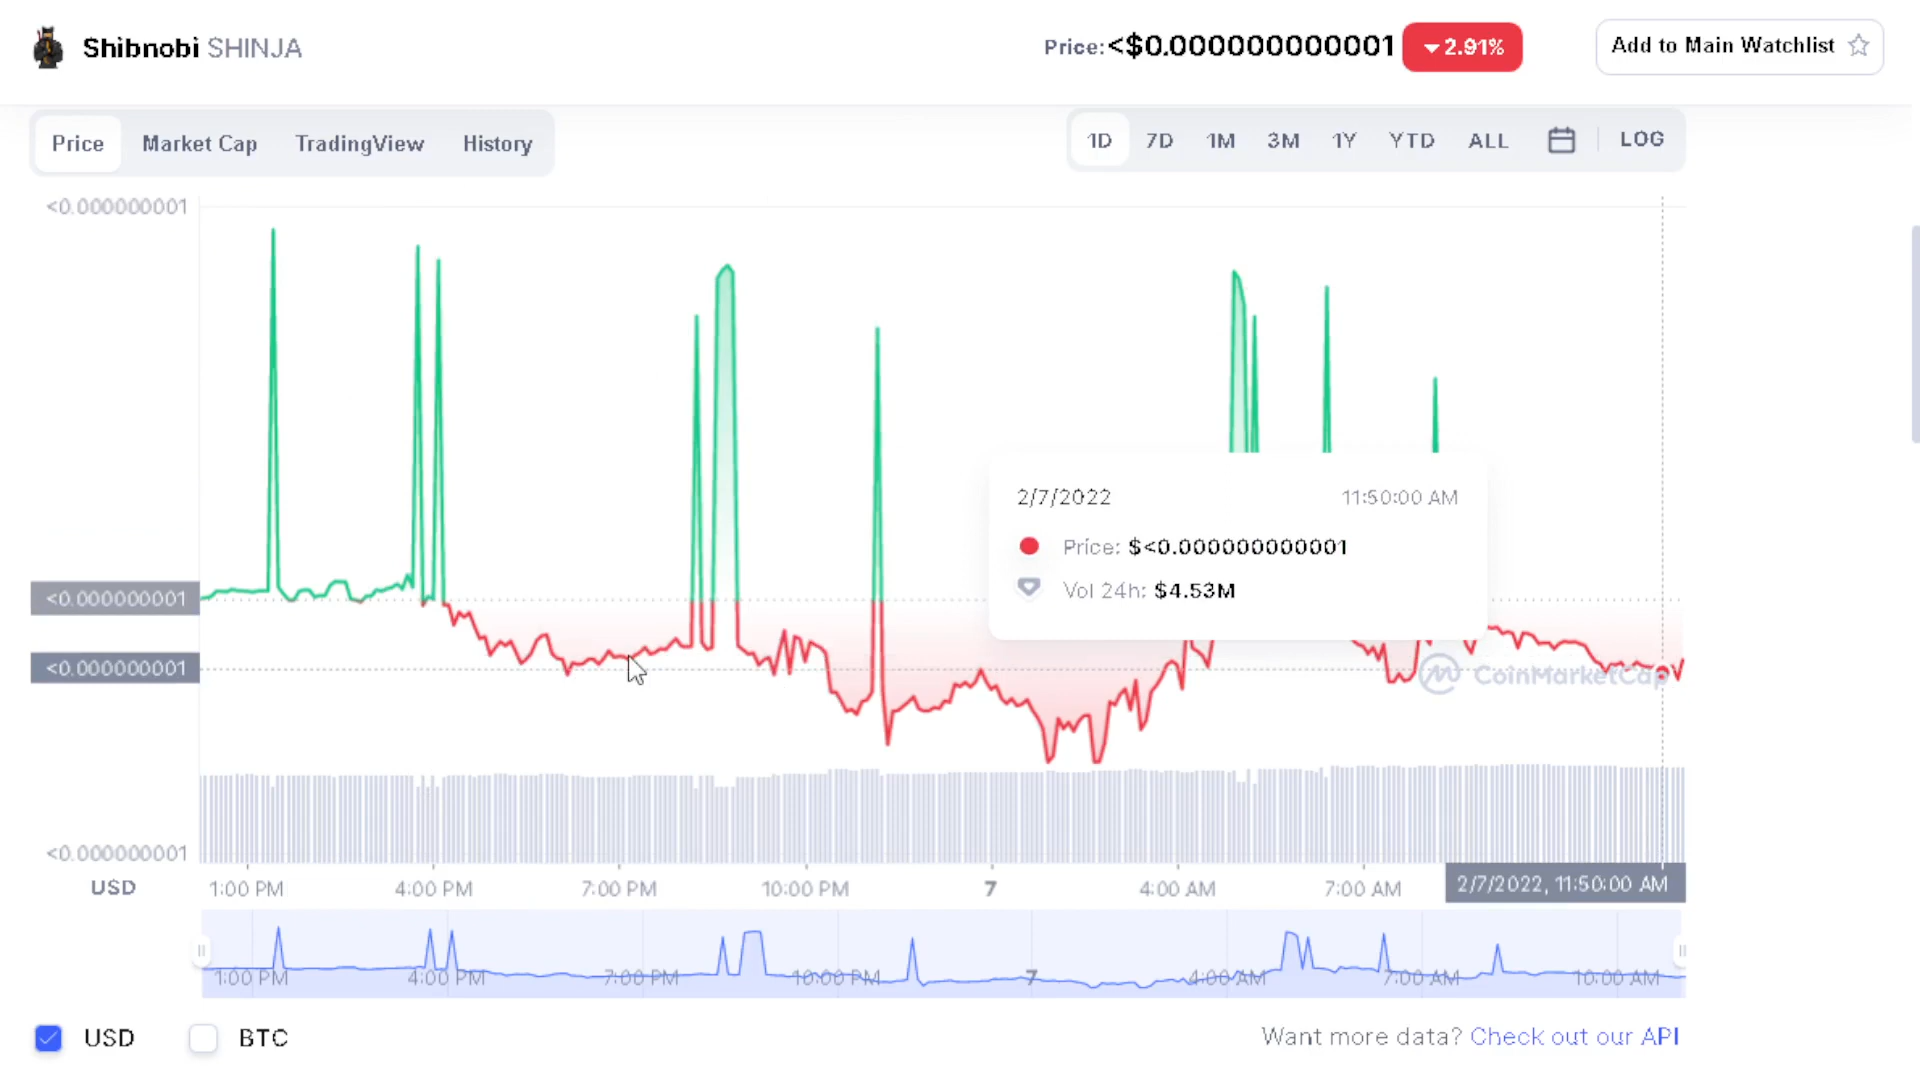 Shibnobi SHINJA
Price:<$0.000000000001 2.91%
Add to Main Watchlist
Price Market Cap TradingView History
1D 7D 1M 3M 1Y YTD ALL LOG
<0.000000001
2/7/2022 11:50:00 AM
Price: $<0.000000000001
Vol 24h: $4.53M
<0.000000001
<0.000000001
CoinMarketCap
<0.000000001
USD 1:00 PM 4:00 PM 7:00 PM 10:00 PM 7 4:00 AM 7:00 AM 2/7/2022, 11:50:00 AM
1:00 PM 4:00 PM 7:00 PM 10:00 PM 7 4:00 AM 7:00 AM 10:00 AM
USD BTC
Want more data? Check out our API